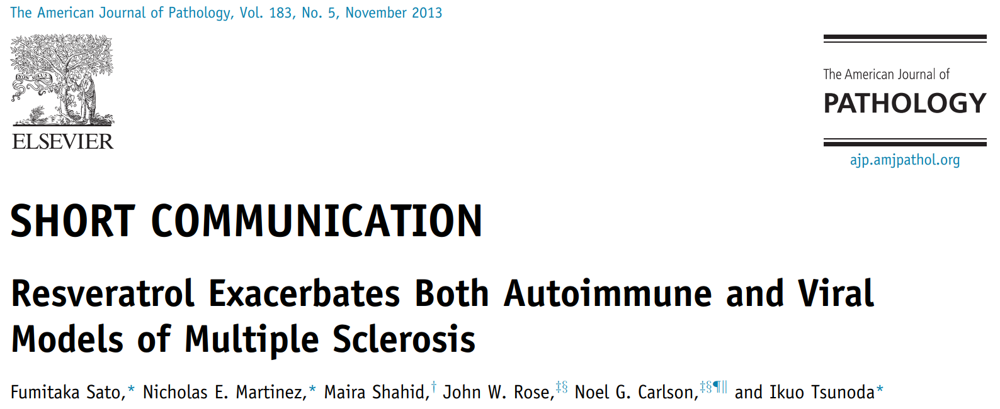 The American Journal of Pathology, Vol. 183, No. 5, November 2013
NON SOLUS
ELSEVIER
The American Journal of
PATHOLOGY
ajp.amjpathol.org
SHORT COMMUNICATION
Resveratrol Exacerbates Both Autoimmune and Viral
Models of Multiple Sclerosis
Fumitaka Sato,* Nicholas E. Martinez,* Maira Shahid,† John W. Rose,‡§ Noel G. Carlson,‡§¶‖ and Ikuo Tsunoda*